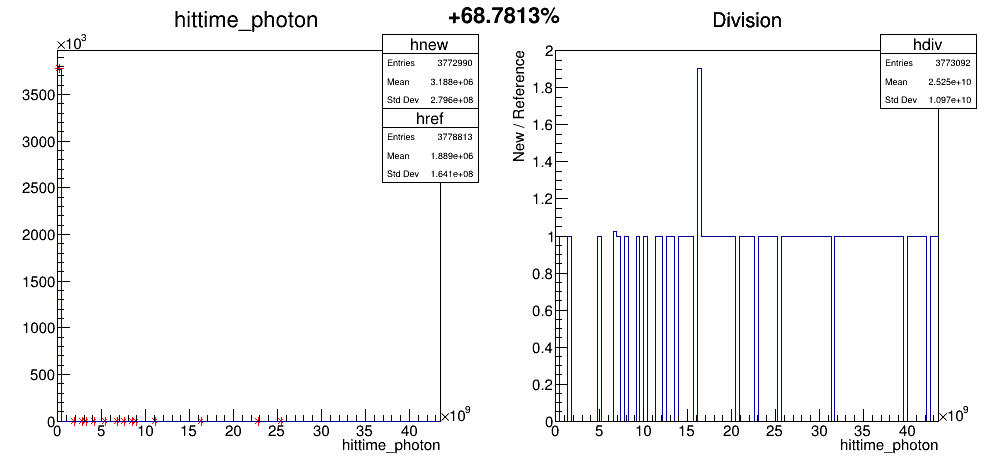 +68.7813%
hittime_photon
×10³
hnew
Entries 3772990
Mean 3.188e+06
Std Dev 2.796e+08
href
Entries 3778813
Mean 1.889e+06
Std Dev 1.641e+08
3500
3000
2500
2000
1500
1000
500
0
0 5 10 15 20 25 30 35 40
×10⁹
hittime_photon
Division
hdiv
Entries 3773092
Mean 2.525e+10
Std Dev 1.097e+10
New / Reference
2
1.8
1.6
1.4
1.2
1
0.8
0.6
0.4
0.2
0
0 5 10 15 20 25 30 35 40
×10⁹
hittime_photon